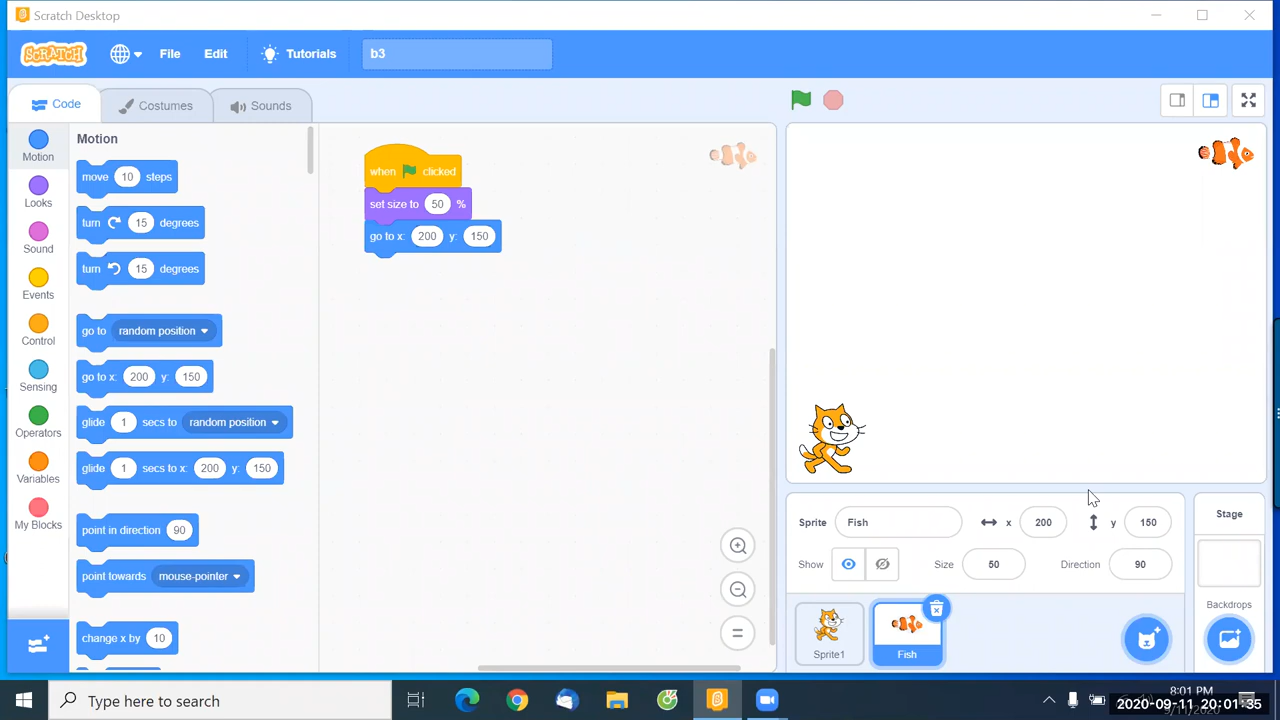 Scratch Desktop
SCRATCH
File
Edit
Tutorials
b3
Code
Costumes
Sounds
Motion
Looks
Sound
Events
Control
Sensing
Operators
Variables
My Blocks
Motion
move 10 steps
turn 15 degrees
turn 15 degrees
go to random position
go to x: 200 y: 150
glide 1 secs to random position
glide 1 secs to x: 200 y: 150
point in direction 90
point towards mouse-pointer
change x by 10
when clicked
set size to 50 %
go to x: 200 y: 150
Sprite Fish x 200 y 150
Show Size 50 Direction 90
Sprite1
Fish
Stage
Backdrops
Type here to search
8:01 PM
2020-09-11 20:01:35